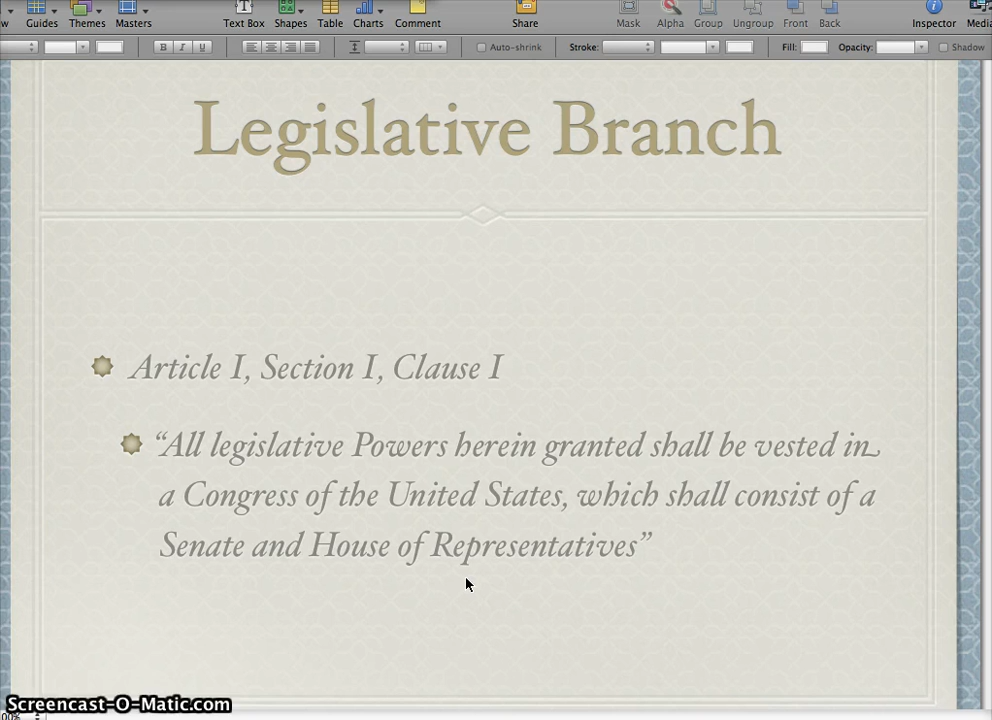 Guides Themes Masters Text Box Shapes Table Charts Comment Share Mask Alpha Group Ungroup Front Back Inspector
B I U Auto-shrink Stroke: Fill: Opacity: Shadow
Legislative Branch
Article I, Section I, Clause I
“All legislative Powers herein granted shall be vested in
a Congress of the United States, which shall consist of a
Senate and House of Representatives”
Screencast-O-Matic.com